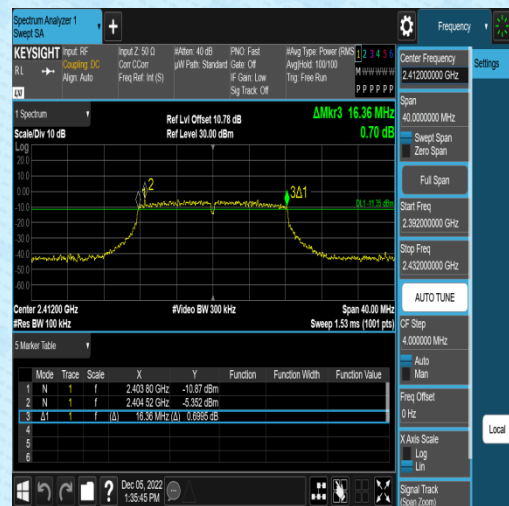 Spectrum Analyzer 1
Swept SA
Frequency
KEYSIGHT
RL
Input: RF
Coupling: DC
Align: Auto
Input Z: 50 Ω
Corr CCorr
Freq Ref: Int (S)
#Atten: 40 dB
µW Path: Standard
PNO: Fast
Gate: Off
IF Gain: Low
Sig Track: Off
#Avg Type: Power (RMS
Avg|Hold: 100/100
Trig: Free Run
1 2 3 4 5 6
M W W W W W
P P P P P P
LXI
1 Spectrum
Scale/Div 10 dB
Ref Lvl Offset 10.78 dB
Ref Level 30.00 dBm
ΔMkr3 16.36 MHz
0.70 dB
Log
20.0
10.0
0.00
-10.0
-20.0
-30.0
-40.0
-50.0
-60.0
2
3Δ1
DL1 -11.35 dBm
Center 2.41200 GHz
#Res BW 100 kHz
#Video BW 300 kHz
Span 40.00 MHz
Sweep 1.53 ms (1001 pts)
5 Marker Table
Mode Trace Scale X Y Function Function Width Function Value
1 N 1 f 2.403 80 GHz -10.87 dBm
2 N 1 f 2.404 52 GHz -5.352 dBm
3 Δ1 1 f (Δ) 16.36 MHz (Δ) 0.6995 dB
4
5
6
Dec 05, 2022
1:35:45 PM
Center Frequency
2.412000000 GHz
Settings
Span
40.0000000 MHz
Swept Span
Zero Span
Full Span
Start Freq
2.392000000 GHz
Stop Freq
2.432000000 GHz
AUTO TUNE
CF Step
4.000000 MHz
Auto
Man
Freq Offset
0 Hz
X Axis Scale
Log
Lin
Local
Signal Track
(Span Zoom)